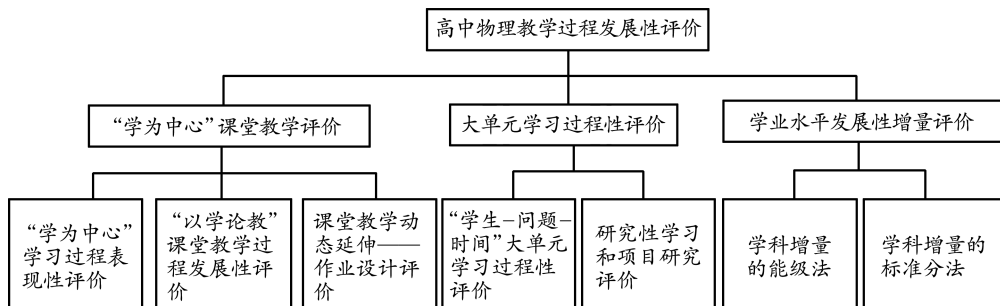 高中物理教学过程发展性评价
“学为中心”课堂教学评价
大单元学习过程性评价
学业水平发展性增量评价
“学为中心”
学习过程表
现性评价
“以学论教”
课堂教学过
程发展性评
价
课堂教学动
态延伸——
作业设计评
价
“学生-问题-
时间”大单元
学习过程性
评价
研究性学习
和项目研究
评价
学科增量
的能级法
学科增量的
标准分法